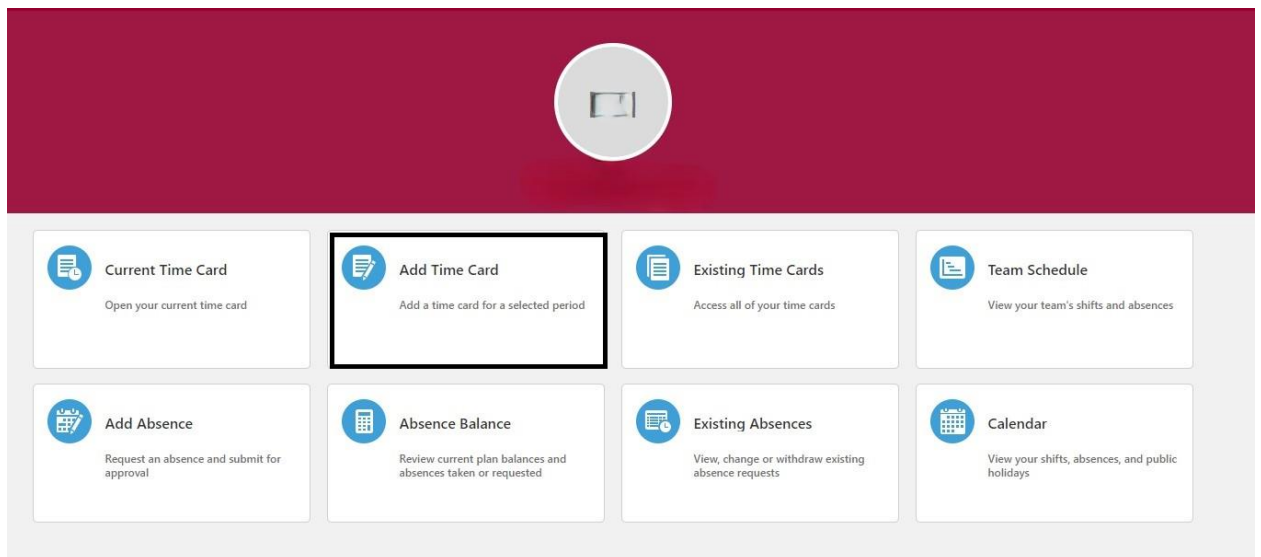 Current Time Card
Open your current time card
Add Time Card
Add a time card for a selected period
Existing Time Cards
Access all of your time cards
Team Schedule
View your team's shifts and absences
Add Absence
Request an absence and submit for
approval
Absence Balance
Review current plan balances and
absences taken or requested
Existing Absences
View, change or withdraw existing
absence requests
Calendar
View your shifts, absences, and public
holidays